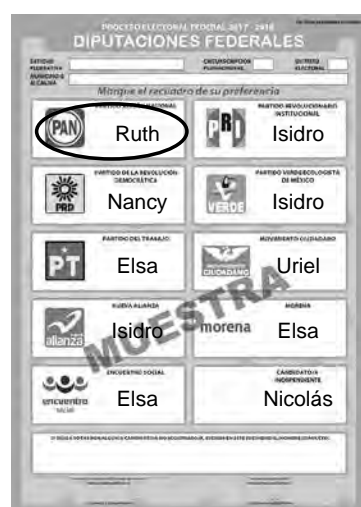 PROCESO ELECTORAL FEDERAL 2017 - 2018
DIPUTACIONES FEDERALES
ENTIDAD FEDERATIVA
CIRCUNSCRIPCIÓN PLURINOMINAL
DISTRITO ELECTORAL
MUNICIPIO O ALCALDÍA
Marque el recuadro de su preferencia
PAN
Ruth
PARTIDO REVOLUCIONARIO
INSTITUCIONAL
PRI
Isidro
PARTIDO DE LA REVOLUCIÓN
DEMOCRÁTICA
PRD
Nancy
PARTIDO VERDE ECOLOGISTA
DE MÉXICO
VERDE
Isidro
PARTIDO DEL TRABAJO
PT
Elsa
MOVIMIENTO CIUDADANO
CIUDADANO
Uriel
NUEVA ALIANZA
alianza
Isidro
MORENA
morena
Elsa
ENCUENTRO SOCIAL
encuentro
social
Elsa
CANDIDATO/A
INDEPENDIENTE
Nicolás
MUESTRA